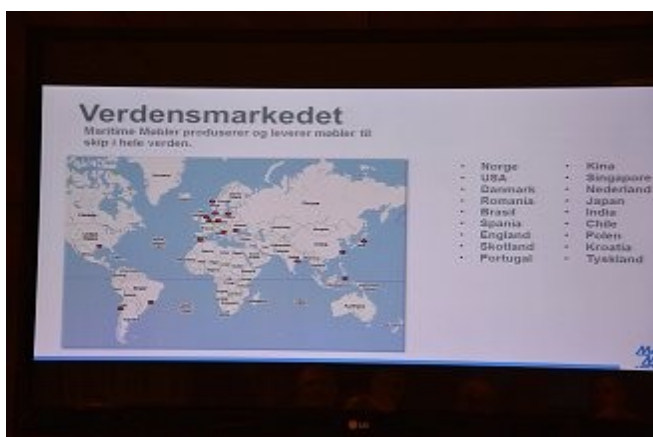 Verdensmarkedet
Maritime Møbler produserer og leverer møbler til
skip i hele verden.
• Norge
• USA
• Danmark
• Romania
• Brasil
• Spania
• England
• Skotland
• Portugal
• Kina
• Singapore
• Nederland
• Japan
• India
• Chile
• Polen
• Kroatia
• Tyskland
LG